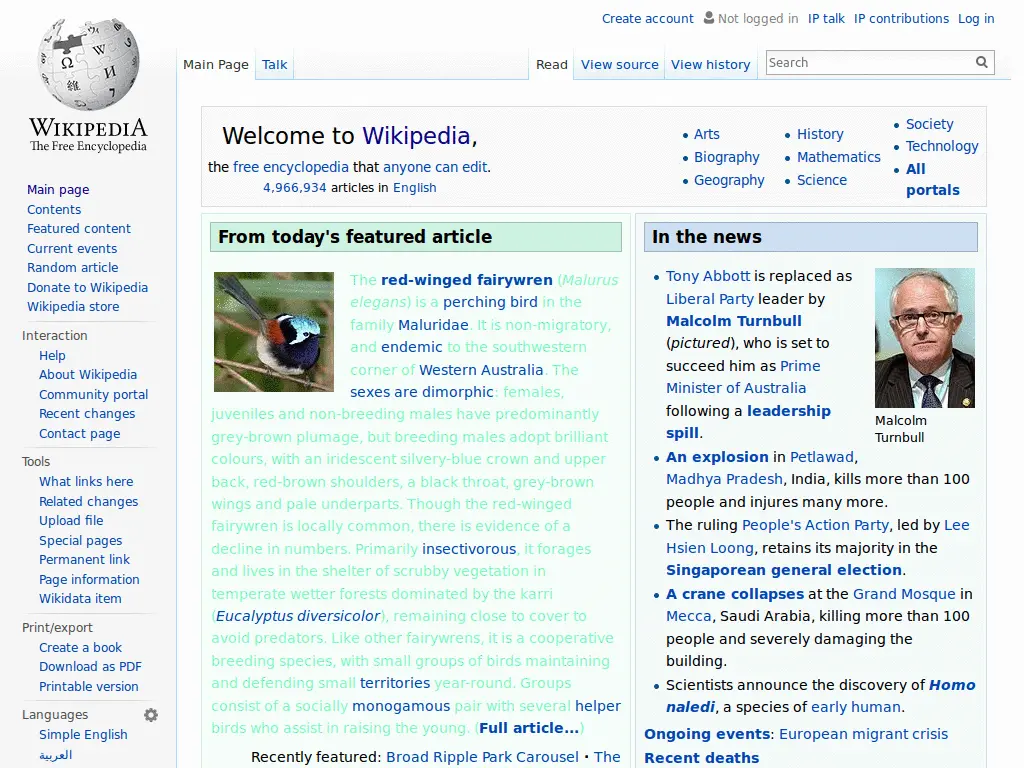 Create account Not logged in IP talk IP contributions Log in
Main Page Talk Read View source View history Search
WIKIPEDIA
The Free Encyclopedia
Main page
Contents
Featured content
Current events
Random article
Donate to Wikipedia
Wikipedia store
Interaction
Help
About Wikipedia
Community portal
Recent changes
Contact page
Tools
What links here
Related changes
Upload file
Special pages
Permanent link
Page information
Wikidata item
Print/export
Create a book
Download as PDF
Printable version
Languages
Simple English
العربية
Welcome to Wikipedia,
the free encyclopedia that anyone can edit.
4,966,934 articles in English
Arts
Biography
Geography
History
Mathematics
Science
Society
Technology
All
portals
From today's featured article
The red-winged fairywren (Malurus
elegans) is a perching bird in the
family Maluridae. It is non-migratory,
and endemic to the southwestern
corner of Western Australia. The
sexes are dimorphic: females,
juveniles and non-breeding males have predominantly
grey-brown plumage, but breeding males adopt brilliant
colours, with an iridescent silvery-blue crown and upper
back, red-brown shoulders, a black throat, grey-brown
wings and pale underparts. Though the red-winged
fairywren is locally common, there is evidence of a
decline in numbers. Primarily insectivorous, it forages
and lives in the shelter of scrubby vegetation in
temperate wetter forests dominated by the karri
(Eucalyptus diversicolor), remaining close to cover to
avoid predators. Like other fairywrens, it is a cooperative
breeding species, with small groups of birds maintaining
and defending small territories year-round. Groups
consist of a socially monogamous pair with several helper
birds who assist in raising the young. (Full article...)
Recently featured: Broad Ripple Park Carousel · The
In the news
Tony Abbott is replaced as
Liberal Party leader by
Malcolm Turnbull
(pictured), who is set to
succeed him as Prime
Minister of Australia
following a leadership
spill.
Malcolm
Turnbull
An explosion in Petlawad,
Madhya Pradesh, India, kills more than 100
people and injures many more.
The ruling People's Action Party, led by Lee
Hsien Loong, retains its majority in the
Singaporean general election.
A crane collapses at the Grand Mosque in
Mecca, Saudi Arabia, killing more than 100
people and severely damaging the
building.
Scientists announce the discovery of Homo
naledi, a species of early human.
Ongoing events: European migrant crisis
Recent deaths